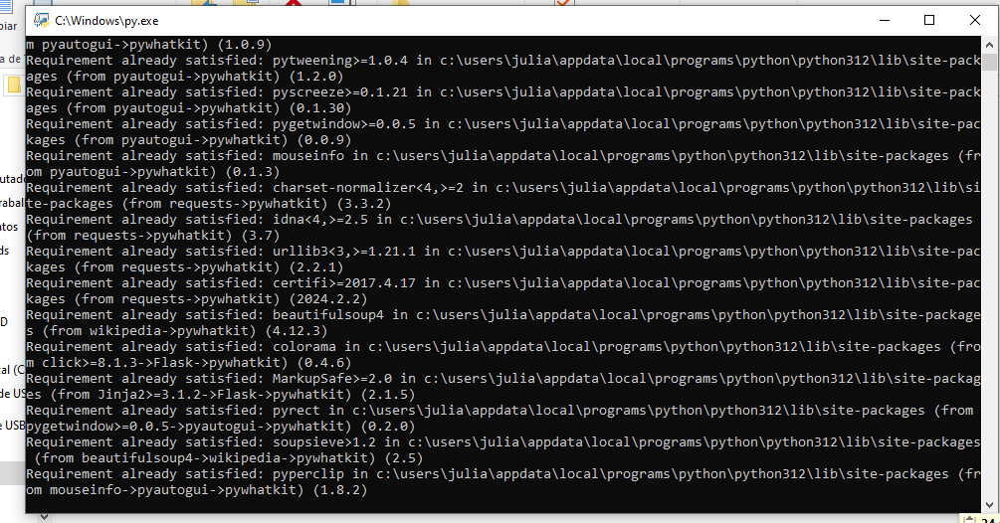 C:\Windows\py.exe
m pyautogui->pywhatkit) (1.0.9)
Requirement already satisfied: pytweening>=1.0.4 in c:\users\julia\appdata\local\programs\python\python312\lib\site-pack
ages (from pyautogui->pywhatkit) (1.2.0)
Requirement already satisfied: pyscreeze>=0.1.21 in c:\users\julia\appdata\local\programs\python\python312\lib\site-pack
ages (from pyautogui->pywhatkit) (0.1.30)
Requirement already satisfied: pygetwindow>=0.0.5 in c:\users\julia\appdata\local\programs\python\python312\lib\site-pac
kages (from pyautogui->pywhatkit) (0.0.9)
Requirement already satisfied: mouseinfo in c:\users\julia\appdata\local\programs\python\python312\lib\site-packages (fr
om pyautogui->pywhatkit) (0.1.3)
Requirement already satisfied: charset-normalizer<4,>=2 in c:\users\julia\appdata\local\programs\python\python312\lib\si
te-packages (from requests->pywhatkit) (3.3.2)
Requirement already satisfied: idna<4,>=2.5 in c:\users\julia\appdata\local\programs\python\python312\lib\site-packages
(from requests->pywhatkit) (3.7)
Requirement already satisfied: urllib3<3,>=1.21.1 in c:\users\julia\appdata\local\programs\python\python312\lib\site-pac
kages (from requests->pywhatkit) (2.2.1)
Requirement already satisfied: certifi>=2017.4.17 in c:\users\julia\appdata\local\programs\python\python312\lib\site-pac
kages (from requests->pywhatkit) (2024.2.2)
Requirement already satisfied: beautifulsoup4 in c:\users\julia\appdata\local\programs\python\python312\lib\site-package
s (from wikipedia->pywhatkit) (4.12.3)
Requirement already satisfied: colorama in c:\users\julia\appdata\local\programs\python\python312\lib\site-packages (fro
m click>=8.1.3->Flask->pywhatkit) (0.4.6)
Requirement already satisfied: MarkupSafe>=2.0 in c:\users\julia\appdata\local\programs\python\python312\lib\site-packag
es (from Jinja2>=3.1.2->Flask->pywhatkit) (2.1.5)
Requirement already satisfied: pyrect in c:\users\julia\appdata\local\programs\python\python312\lib\site-packages (from
pygetwindow>=0.0.5->pyautogui->pywhatkit) (0.2.0)
Requirement already satisfied: soupsieve>1.2 in c:\users\julia\appdata\local\programs\python\python312\lib\site-packages
 (from beautifulsoup4->wikipedia->pywhatkit) (2.5)
Requirement already satisfied: pyperclip in c:\users\julia\appdata\local\programs\python\python312\lib\site-packages (fr
om mouseinfo->pyautogui->pywhatkit) (1.8.2)